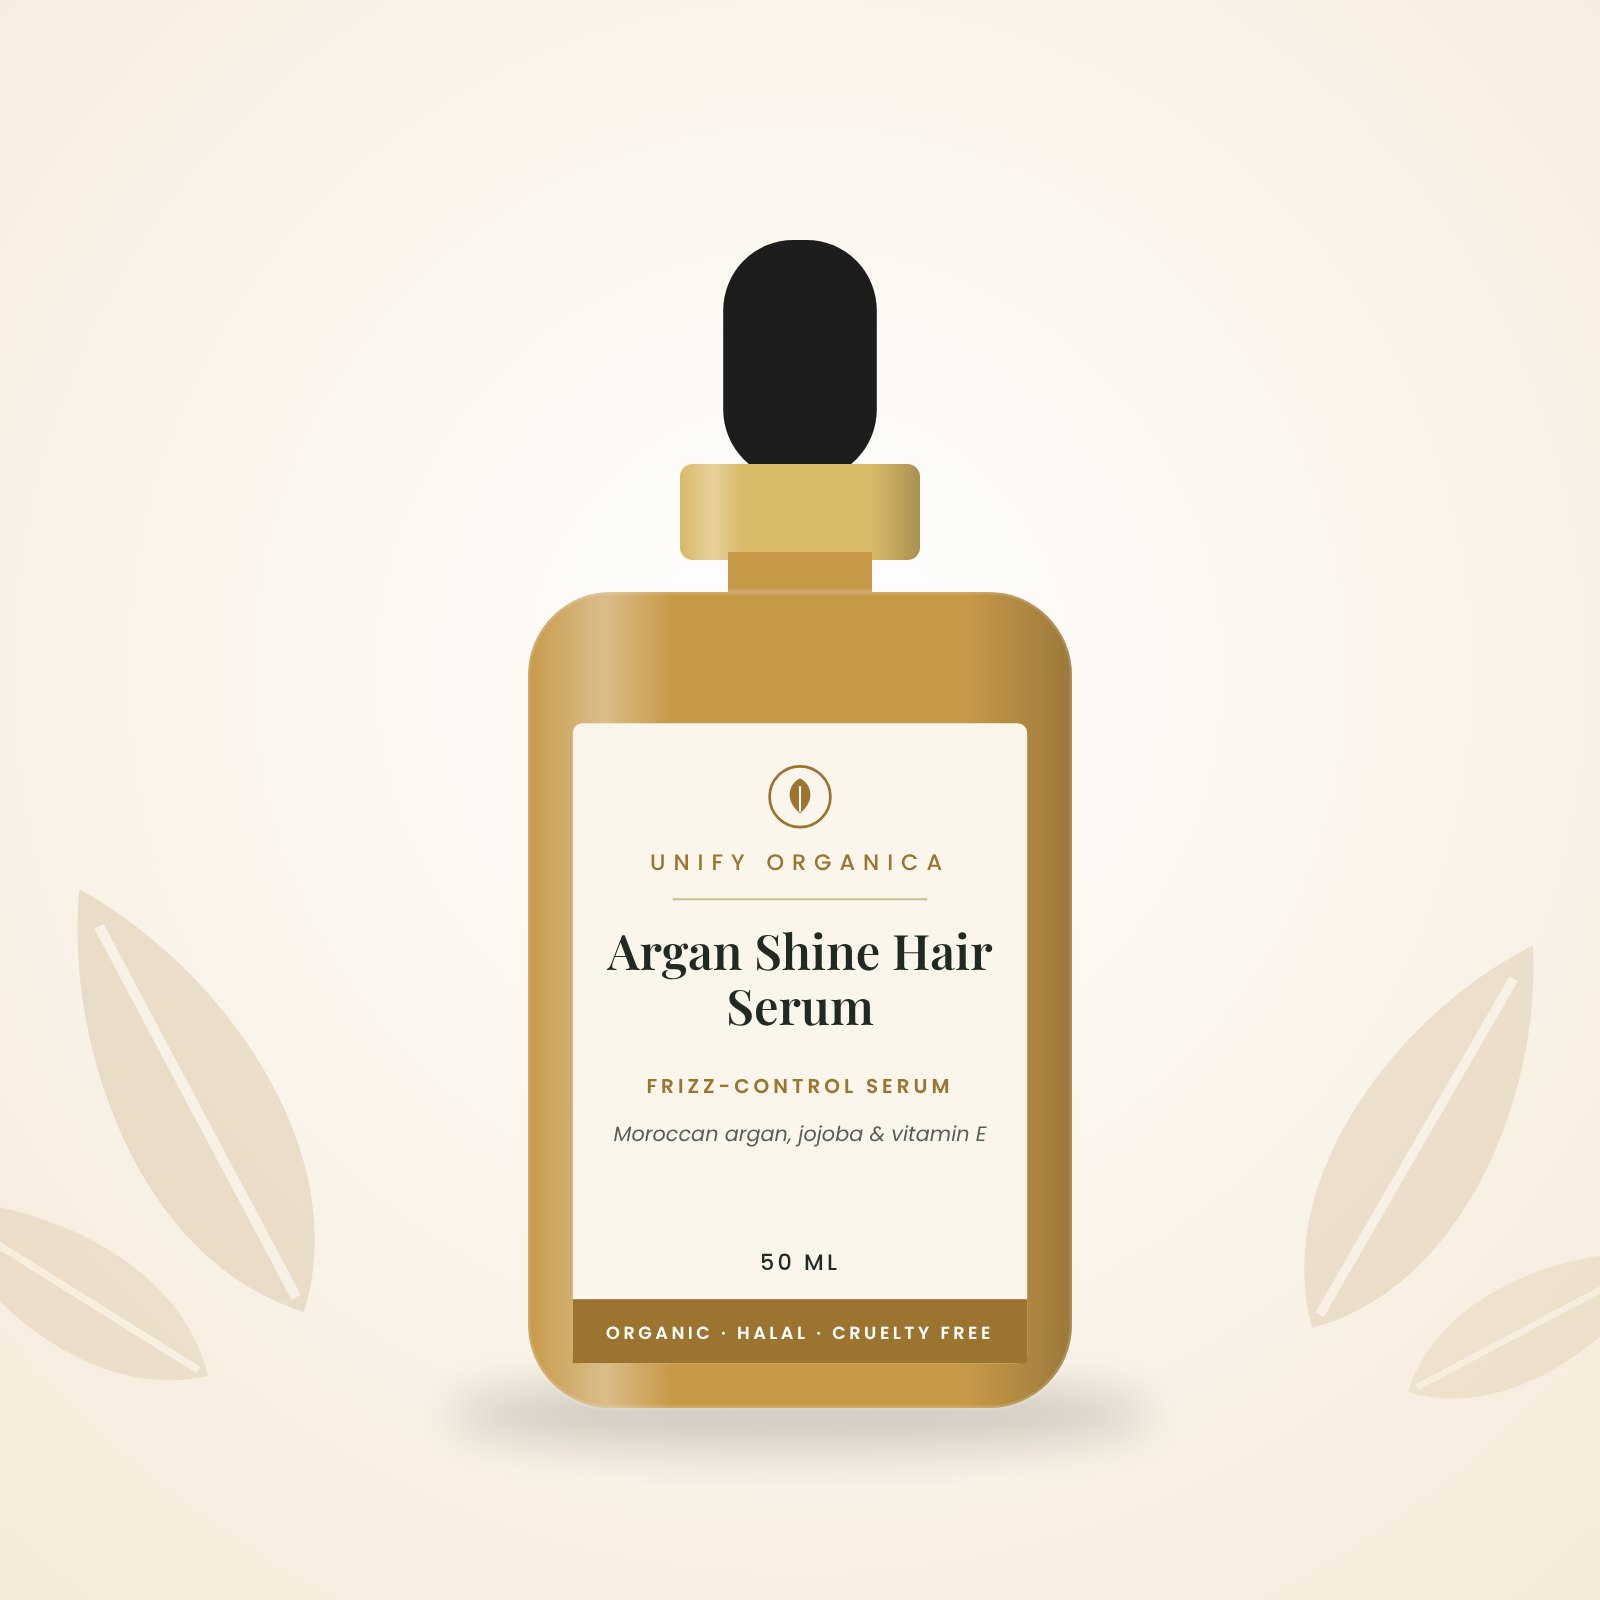 UNIFY ORGANICA
Argan Shine Hair
Serum
FRIZZ-CONTROL SERUM
Moroccan argan, jojoba & vitamin E
50 ML
ORGANIC · HALAL · CRUELTY FREE